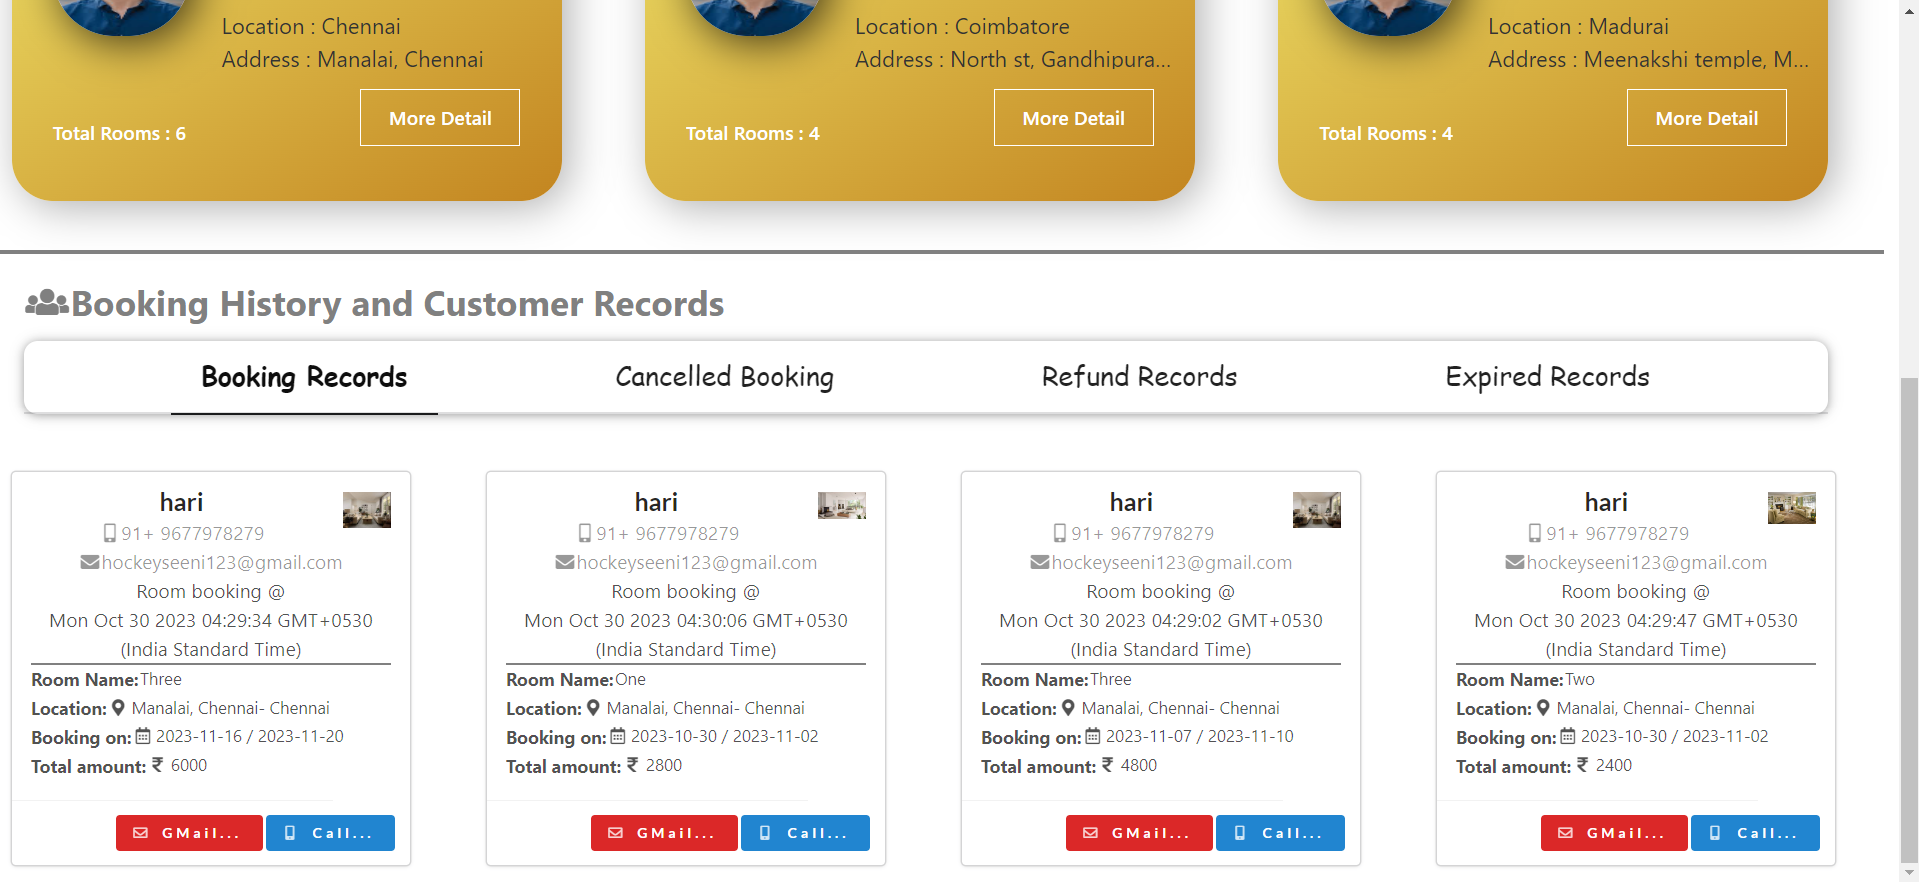 Location : Chennai
Address : Manalai, Chennai
Total Rooms : 6
More Detail
Location : Coimbatore
Address : North st, Gandhipura...
Total Rooms : 4
More Detail
Location : Madurai
Address : Meenakshi temple, M...
Total Rooms : 4
More Detail
Booking History and Customer Records
Booking Records
Cancelled Booking
Refund Records
Expired Records
hari
91+ 9677978279
hockeyseeni123@gmail.com
Room booking @
Mon Oct 30 2023 04:29:34 GMT+0530
(India Standard Time)
Room Name:Three
Location: Manalai, Chennai- Chennai
Booking on: 2023-11-16 / 2023-11-20
Total amount: ₹ 6000
GMail...
Call...
hari
91+ 9677978279
hockeyseeni123@gmail.com
Room booking @
Mon Oct 30 2023 04:30:06 GMT+0530
(India Standard Time)
Room Name:One
Location: Manalai, Chennai- Chennai
Booking on: 2023-10-30 / 2023-11-02
Total amount: ₹ 2800
GMail...
Call...
hari
91+ 9677978279
hockeyseeni123@gmail.com
Room booking @
Mon Oct 30 2023 04:29:02 GMT+0530
(India Standard Time)
Room Name:Three
Location: Manalai, Chennai- Chennai
Booking on: 2023-11-07 / 2023-11-10
Total amount: ₹ 4800
GMail...
Call...
hari
91+ 9677978279
hockeyseeni123@gmail.com
Room booking @
Mon Oct 30 2023 04:29:47 GMT+0530
(India Standard Time)
Room Name:Two
Location: Manalai, Chennai- Chennai
Booking on: 2023-10-30 / 2023-11-02
Total amount: ₹ 2400
GMail...
Call...